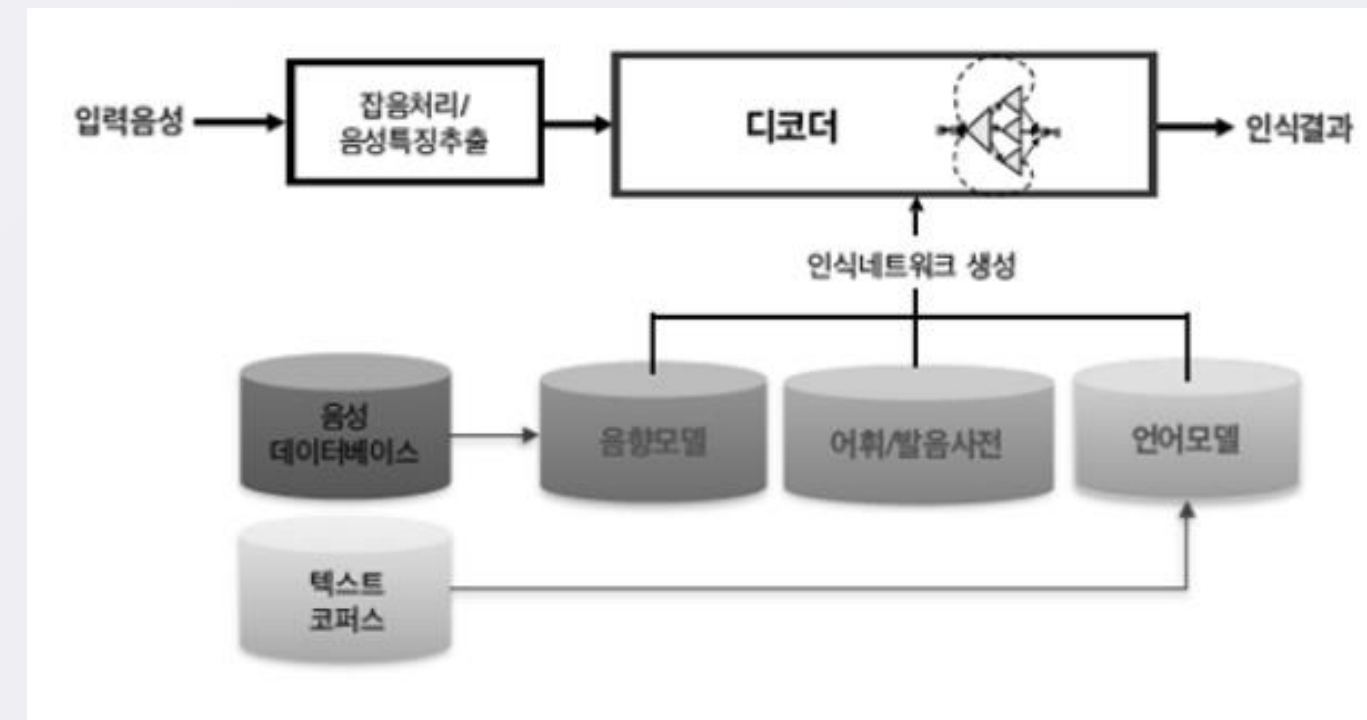 입력음성
잡음처리/
음성특징추출
디코더
인식결과
인식네트워크 생성
음성
데이터베이스
음향모델
어휘/발음사전
언어모델
텍스트
코퍼스